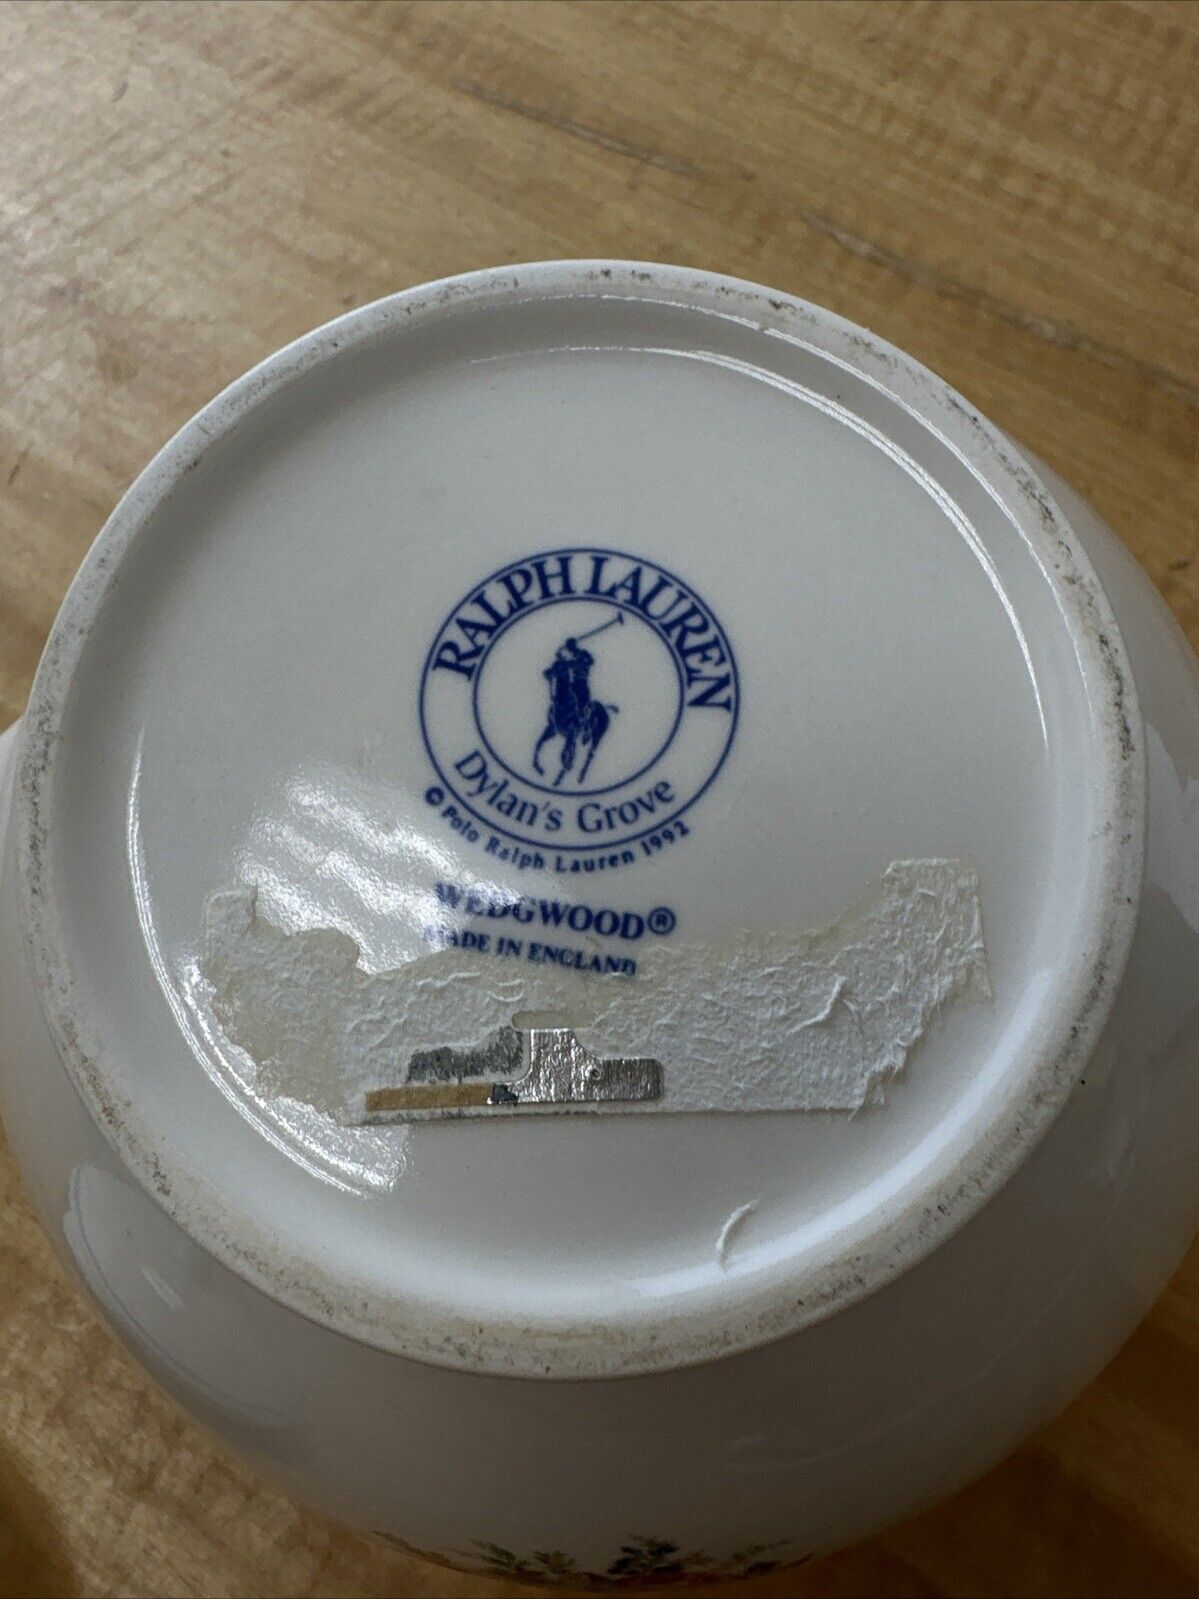 RALPH LAUREN
Dylan's Grove
© Polo Ralph Lauren 1992
WEDGWOOD®
MADE IN ENGLAND